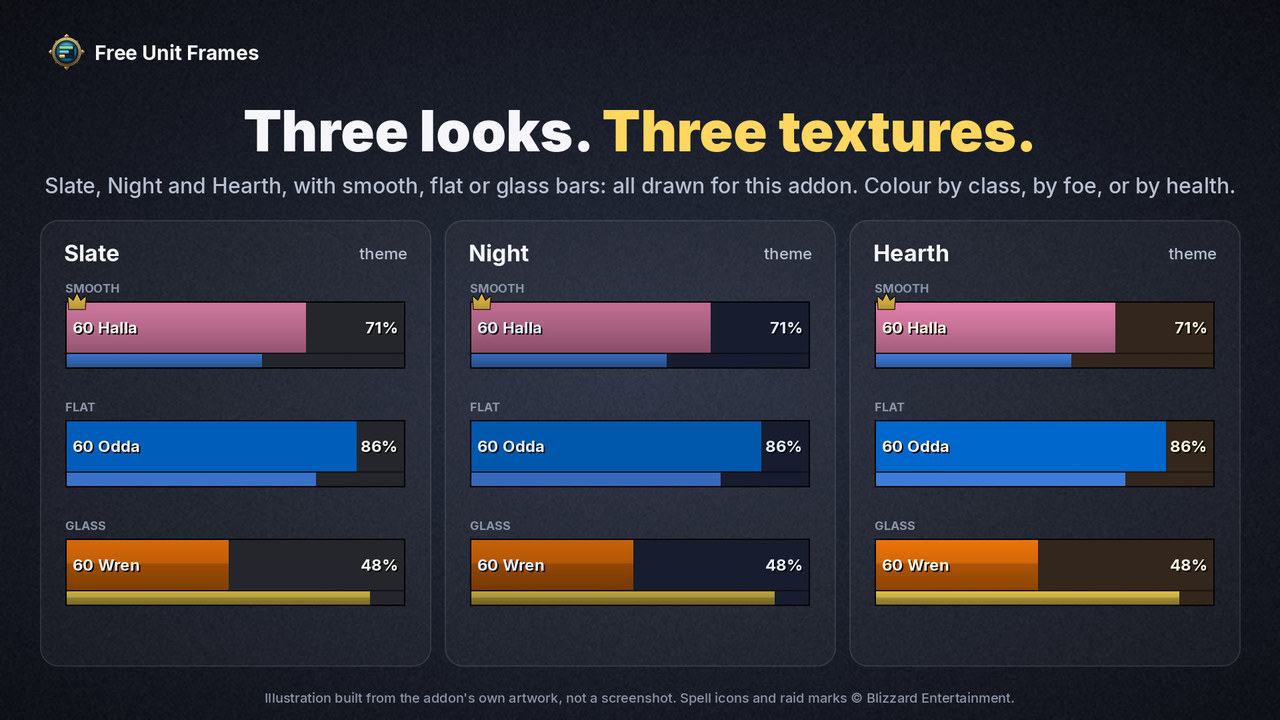 Free Unit Frames
Three looks. Three textures.
Slate, Night and Hearth, with smooth, flat or glass bars: all drawn for this addon. Colour by class, by foe, or by health.
Slate theme
SMOOTH
60 Halla 71%
FLAT
60 Odda 86%
GLASS
60 Wren 48%
Night theme
SMOOTH
60 Halla 71%
FLAT
60 Odda 86%
GLASS
60 Wren 48%
Hearth theme
SMOOTH
60 Halla 71%
FLAT
60 Odda 86%
GLASS
60 Wren 48%
Illustration built from the addon's own artwork, not a screenshot. Spell icons and raid marks © Blizzard Entertainment.